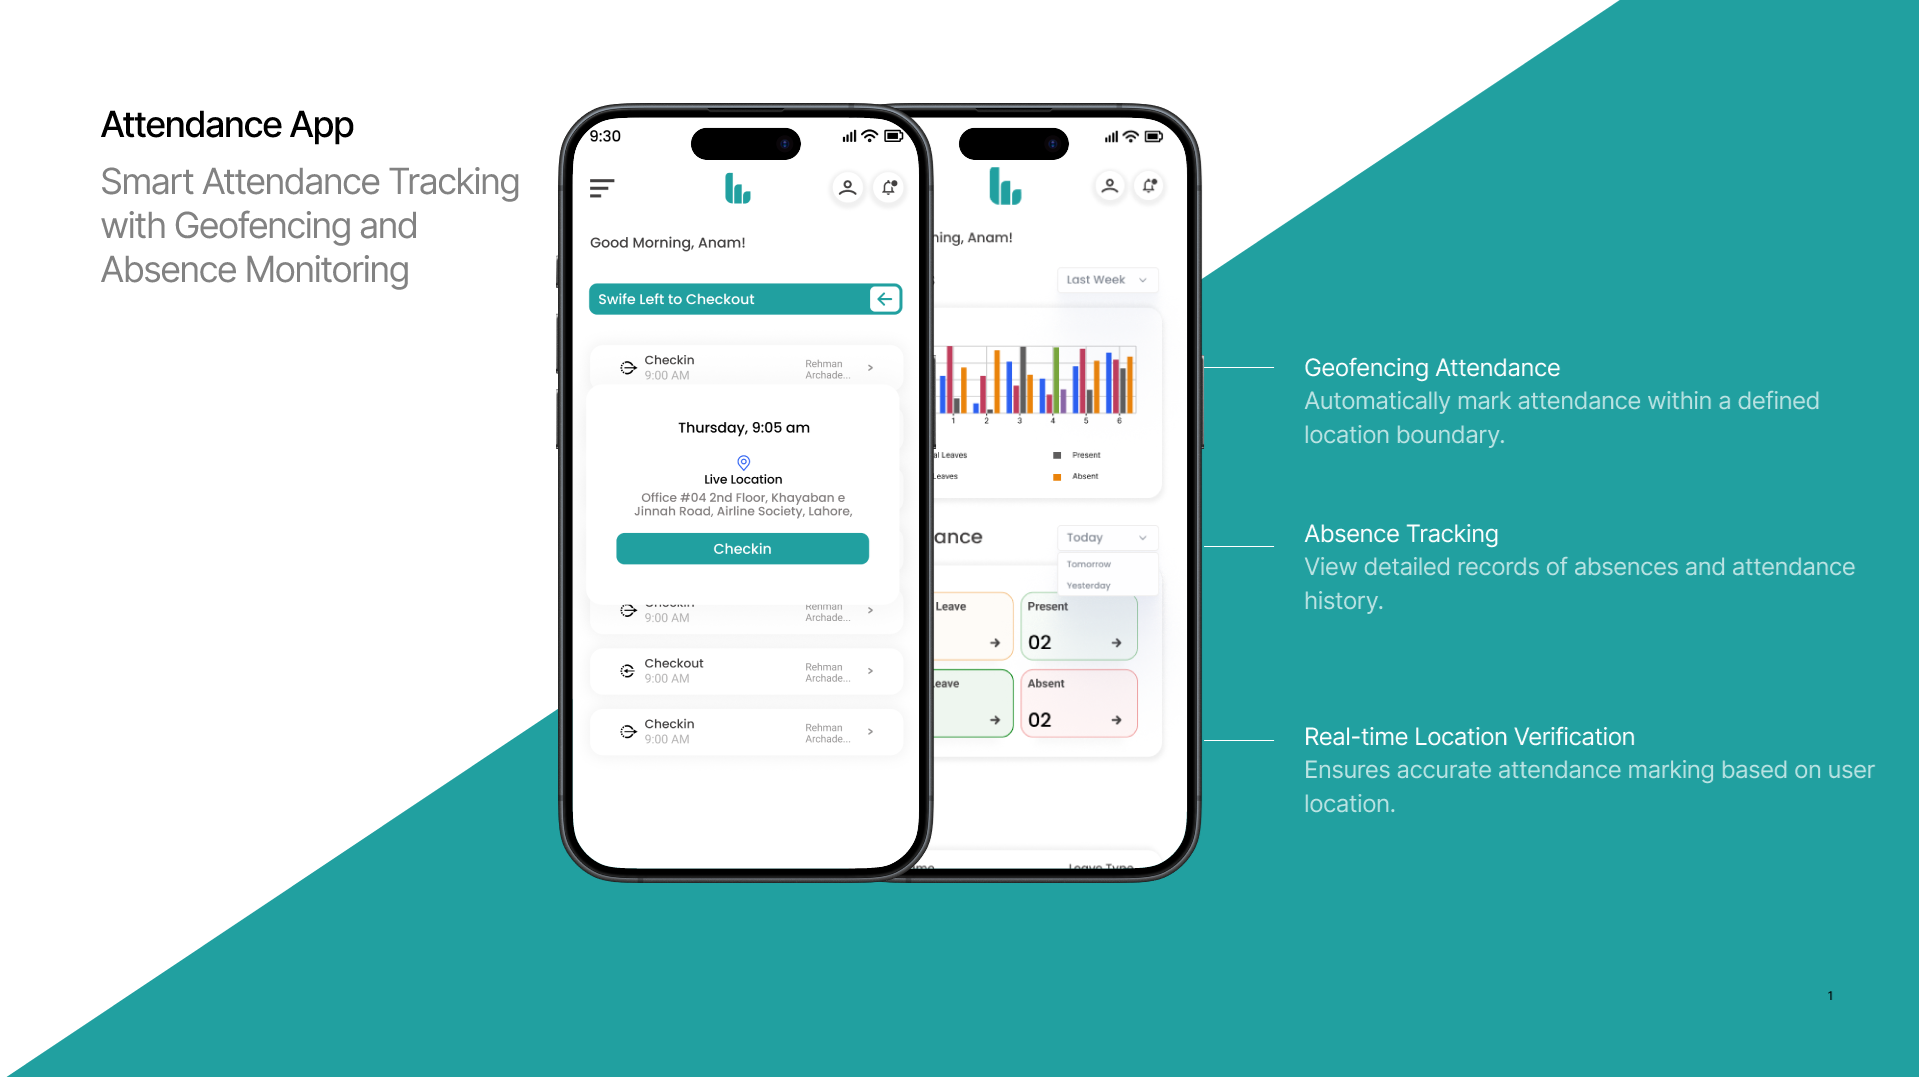 Attendance App
Smart Attendance Tracking
with Geofencing and
Absence Monitoring
9:30
Good Morning, Anam!
Swife Left to Checkout
Checkin
9:00 AM
Rehman
Archade...
Thursday, 9:05 am
Live Location
Office #04 2nd Floor, Khayaban e
Jinnah Road, Airline Society, Lahore,
Checkin
Checkin
9:00 AM
Rehman
Archade...
Checkout
9:00 AM
Rehman
Archade...
Checkin
9:00 AM
Rehman
Archade...
ning, Anam!
Last Week
1 2 3 4 5 6
al Leaves
Present
Leaves
Absent
ance
Today
Tomorrow
Yesterday
Leave
Present
02
eave
Absent
02
Leave Type
Geofencing Attendance
Automatically mark attendance within a defined
location boundary.
Absence Tracking
View detailed records of absences and attendance
history.
Real-time Location Verification
Ensures accurate attendance marking based on user
location.
1